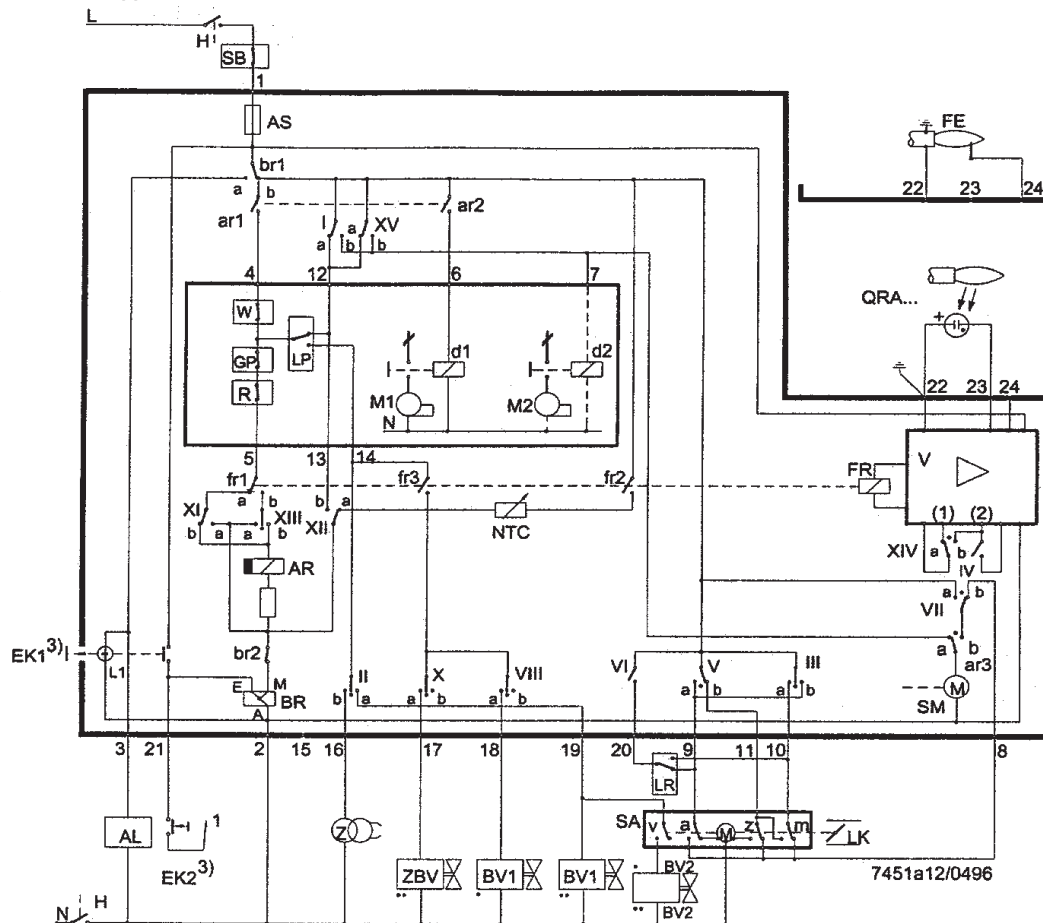 L
H
SB
1
AS
FE
22 23 24
br1
a b
ar1 ar2
I a XV
a b b
4 12 6 7
QRA...
+
W
LP
GP
R
d1 d2
M1 M2
N
22 23 24
5 13 14
fr1 fr3 fr2
FR V
a b a
XI XIII XII
b a a b
NTC
(1) (2)
XIV a b IV
AR
a b
VII
EK1 3)
L1
br2
E M
BR
A
II X VIII
b a a b a b
VI V III
a b a b
a b
ar3
M
SM
3 21 2 15 16 17 18 19 20 9 11 10 8
LR
AL
1
EK2 3)
Z
SA v a M z m LK
ZBV BV1 BV1 BV2
BV2
7451a12/0496
N H